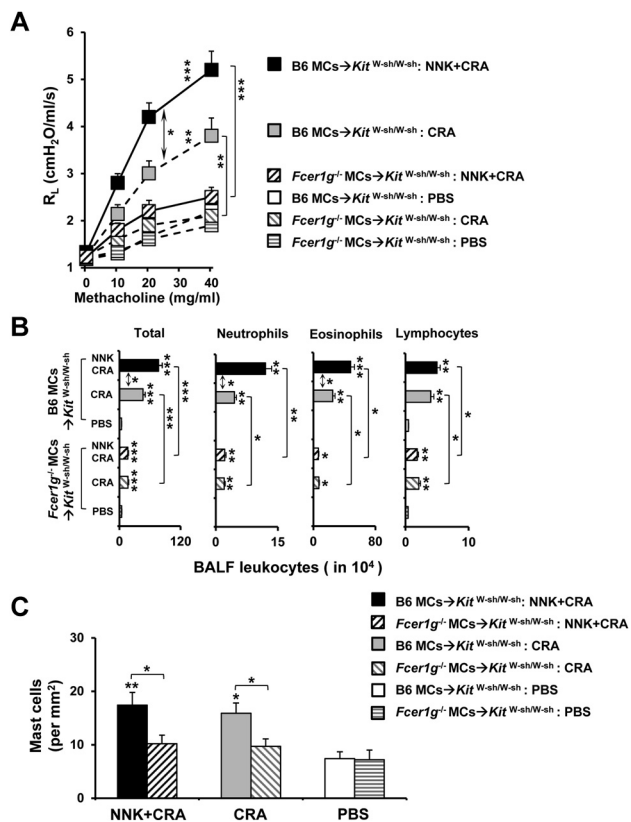 A
R_L (cmH2O/ml/s)
6
5
4
3
2
1
0 10 20 30 40
Methacholine (mg/ml)
***
***
*
**
**
B6 MCs→Kit W-sh/W-sh: NNK+CRA
B6 MCs→Kit W-sh/W-sh: CRA
Fcer1g-/- MCs→Kit W-sh/W-sh: NNK+CRA
B6 MCs→Kit W-sh/W-sh: PBS
Fcer1g-/- MCs→Kit W-sh/W-sh: CRA
Fcer1g-/- MCs→Kit W-sh/W-sh: PBS
B
Total Neutrophils Eosinophils Lymphocytes
B6 MCs
→Kit W-sh/W-sh
NNK
CRA
CRA
PBS
Fcer1g-/- MCs
→Kit W-sh/W-sh
NNK
CRA
CRA
PBS
0 120 0 15 0 80 0 10
BALF leukocytes ( in 10^4)
C
B6 MCs→Kit W-sh/W-sh: NNK+CRA
Fcer1g-/- MCs→Kit W-sh/W-sh: NNK+CRA
B6 MCs→Kit W-sh/W-sh: CRA
Fcer1g-/- MCs→Kit W-sh/W-sh: CRA
B6 MCs→Kit W-sh/W-sh: PBS
Fcer1g-/- MCs→Kit W-sh/W-sh: PBS
Mast cells
(per mm2)
30
20
10
0
** * * *
NNK+CRA CRA PBS